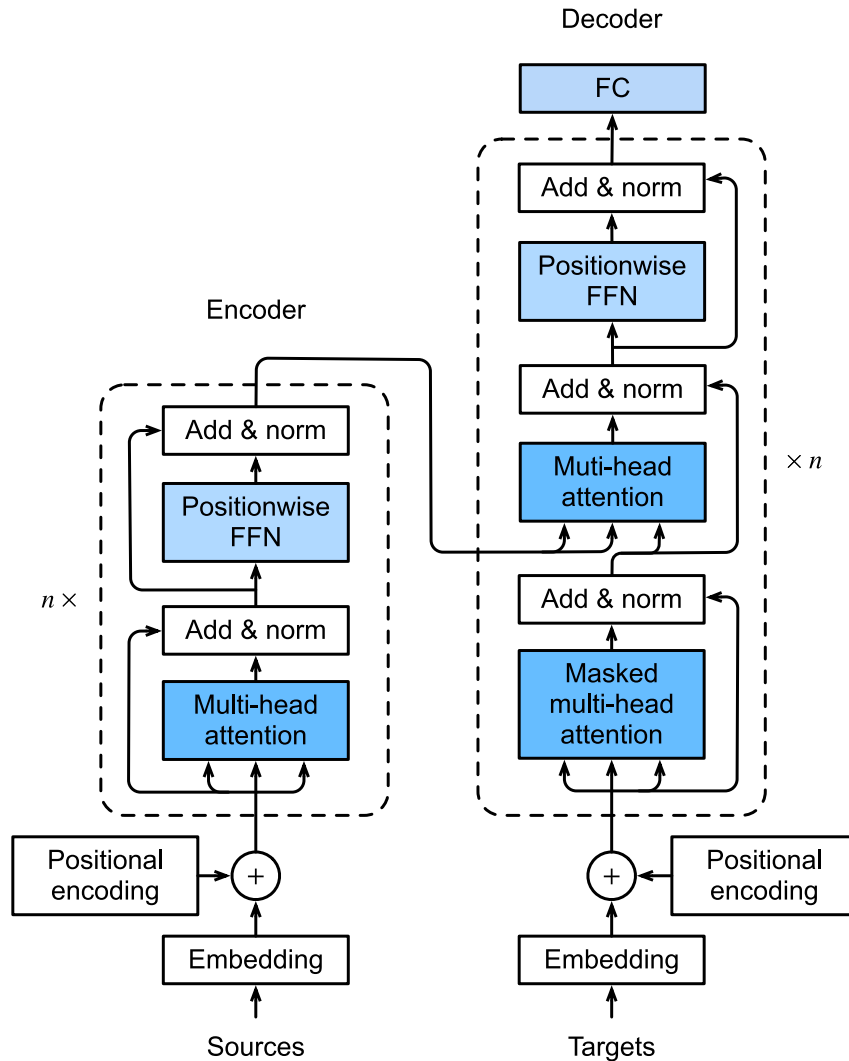 Decoder
FC
Add & norm
Positionwise
FFN
Encoder
Add & norm
Add & norm
Muti-head
attention
× n
Positionwise
FFN
n ×
Add & norm
Add & norm
Multi-head
attention
Masked
multi-head
attention
Positional
encoding
+
+
Positional
encoding
Embedding
Embedding
Sources
Targets